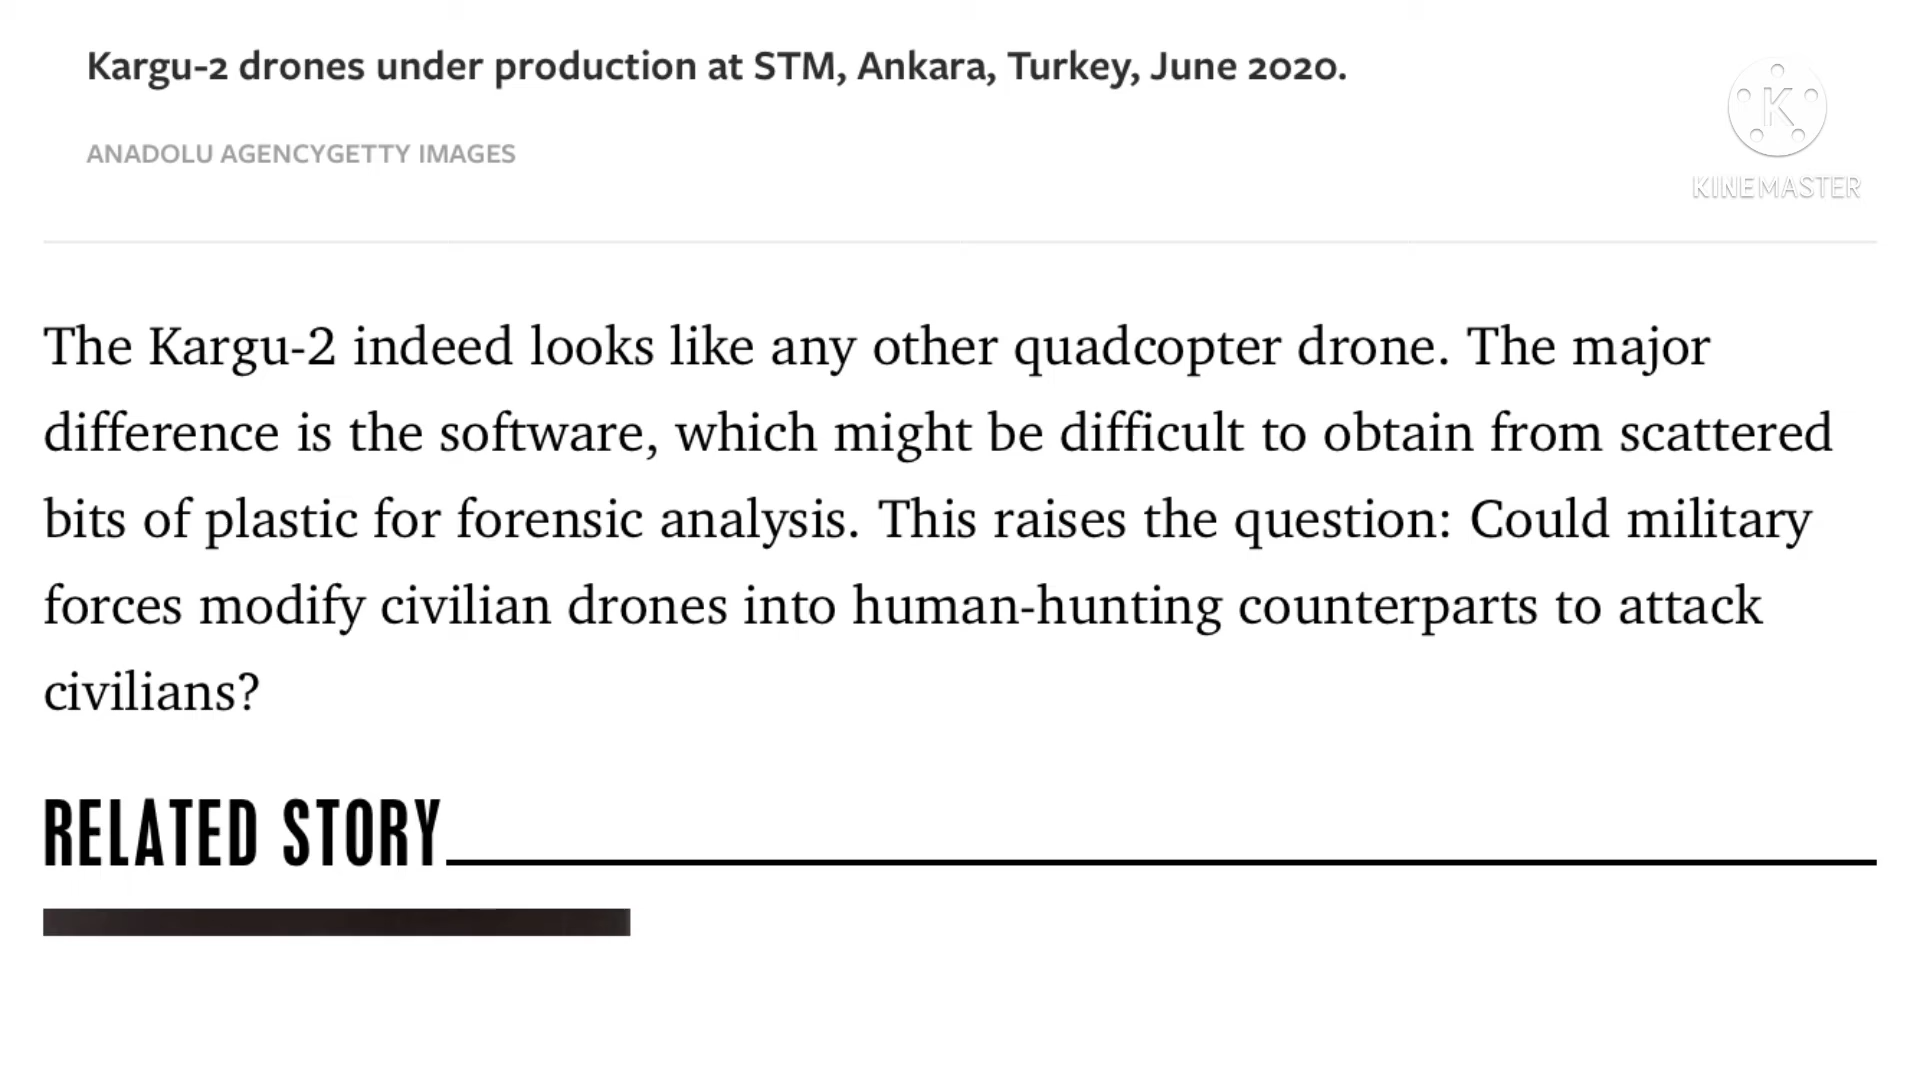 Kargu-2 drones under production at STM, Ankara, Turkey, June 2020.
ANADOLU AGENCYGETTY IMAGES
K
KINEMASTER
The Kargu-2 indeed looks like any other quadcopter drone. The major
difference is the software, which might be difficult to obtain from scattered
bits of plastic for forensic analysis. This raises the question: Could military
forces modify civilian drones into human-hunting counterparts to attack
civilians?
RELATED STORY